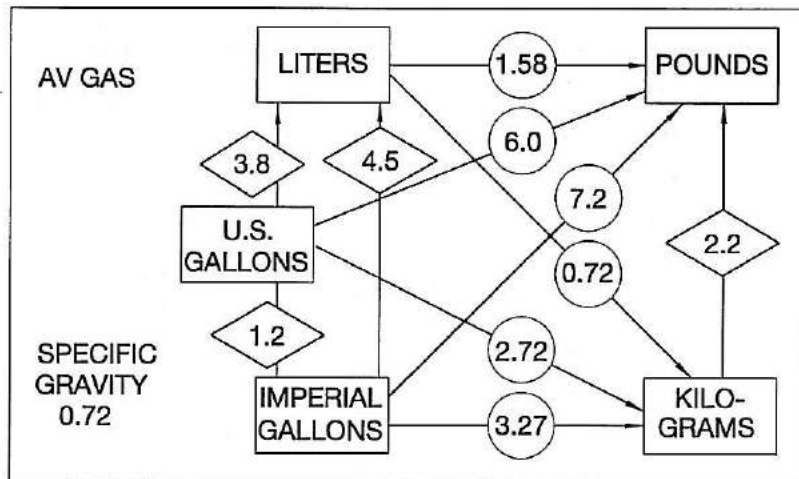 AV GAS
LITERS
1.58
POUNDS
6.0
3.8
4.5
7.2
U.S.
GALLONS
2.2
0.72
1.2
2.72
SPECIFIC
GRAVITY
0.72
IMPERIAL
GALLONS
3.27
KILO-
GRAMS